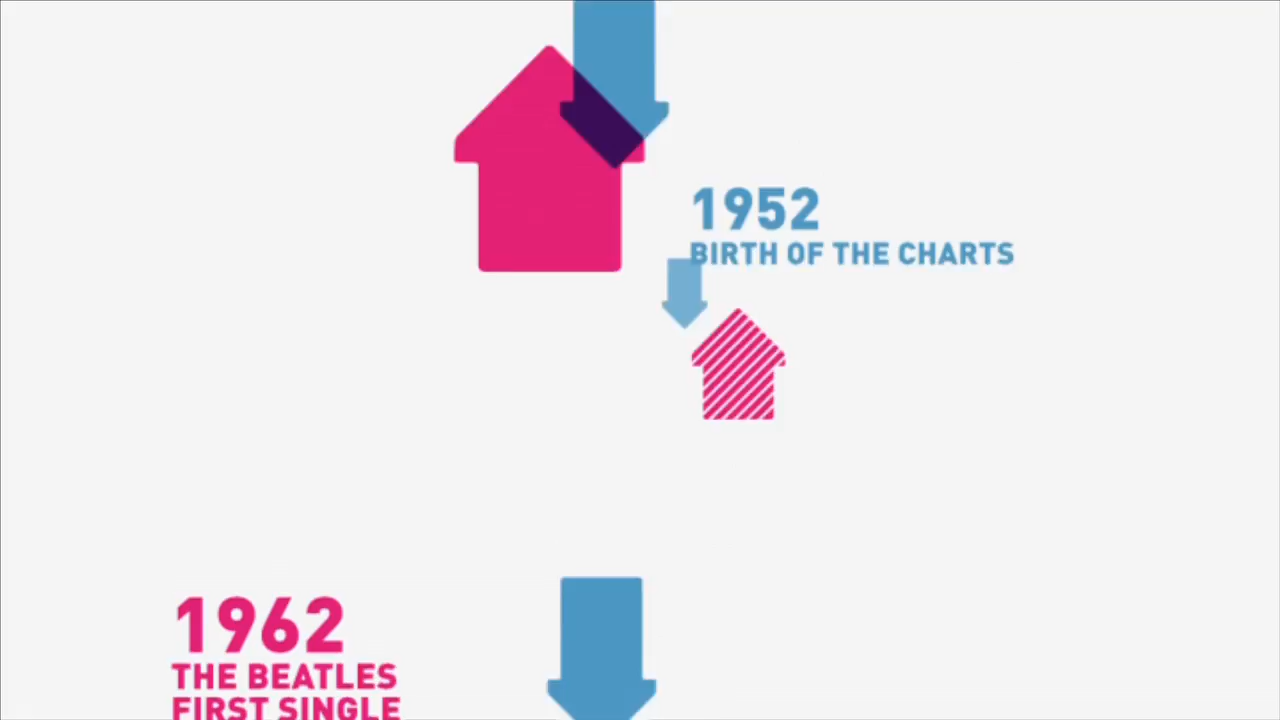 1952
BIRTH OF THE CHARTS
1962
THE BEATLES
FIRST SINGLE